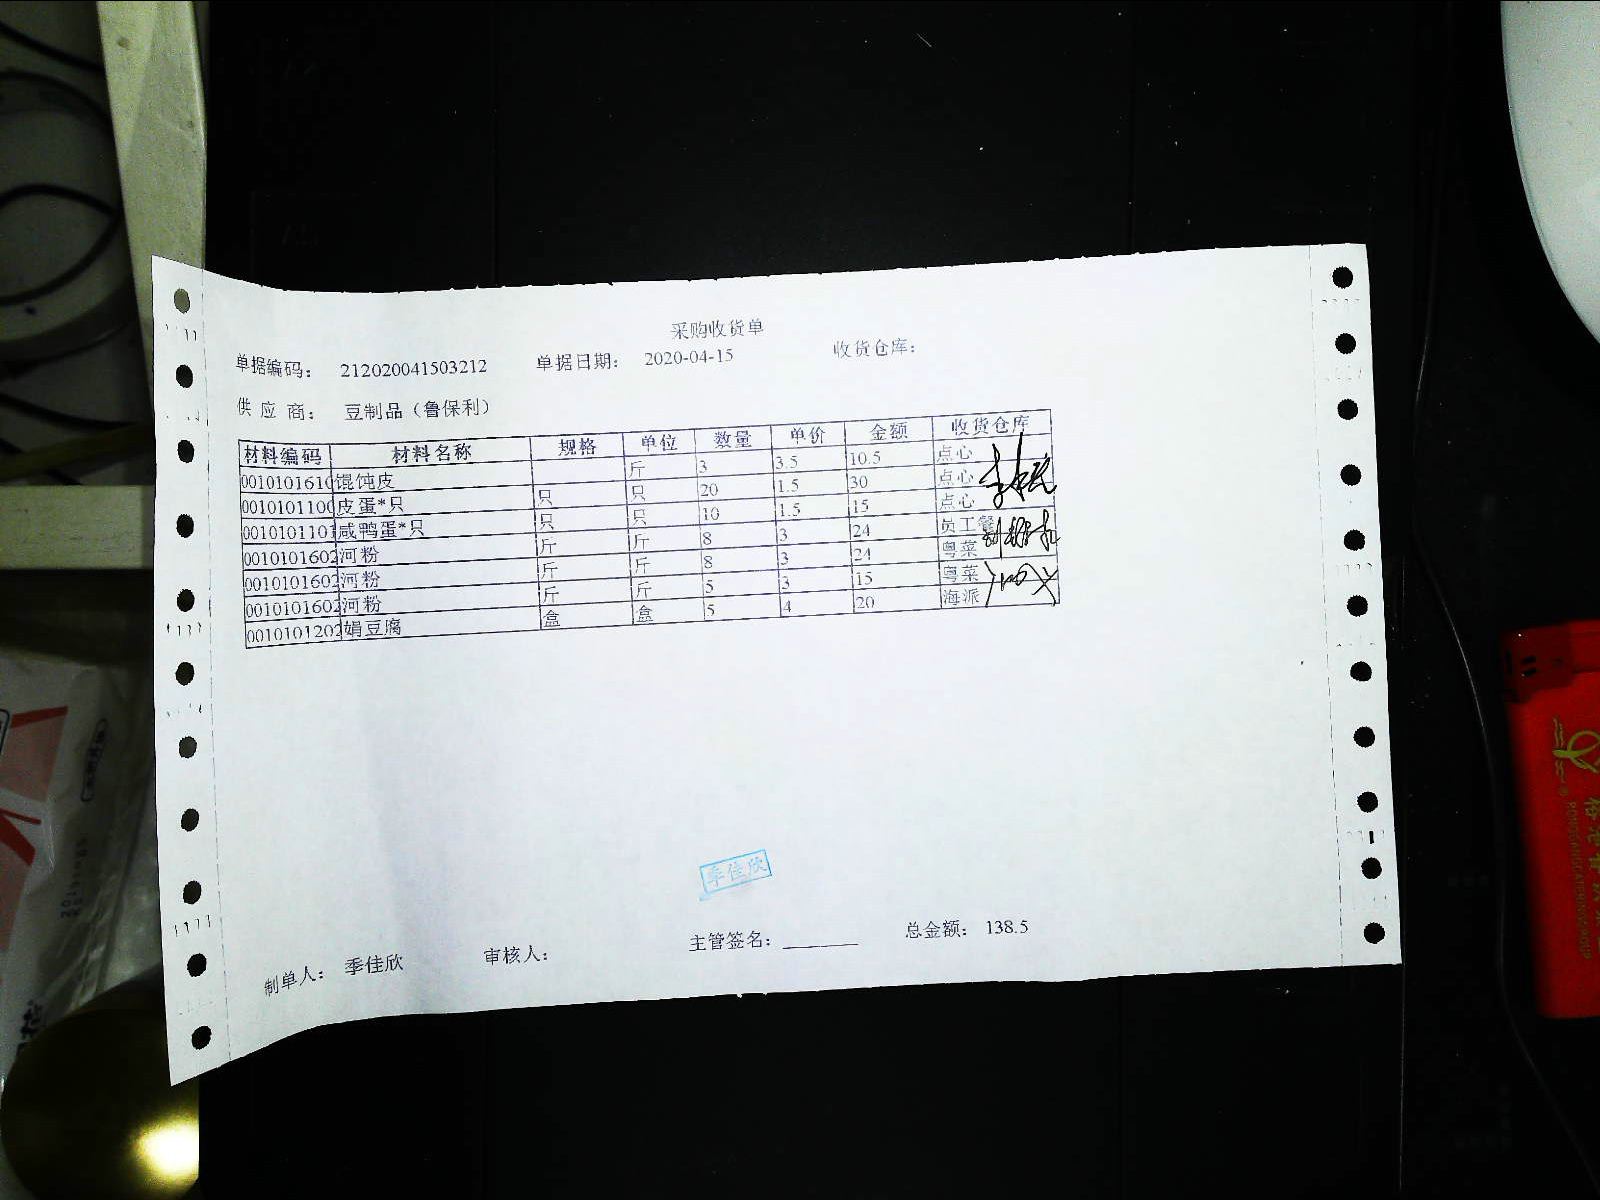 采购收货单
单据编码： 212020041503212 单据日期： 2020-04-15 收货仓库：
供 应 商： 豆制品（鲁保利）
材料编码 材料名称 规格 单位 数量 单价 金额 收货仓库
0010101610 馄饨皮 斤 3 3.5 10.5 点心
0010101100 皮蛋*只 只 只 20 1.5 30 点心
0010101101 咸鸭蛋*只 只 只 10 1.5 15 点心
0010101602 河粉 斤 斤 8 3 24 员工餐
0010101602 河粉 斤 斤 8 3 24 粤菜
0010101602 河粉 斤 斤 5 3 15 粤菜
0010101202 娟豆腐 盒 盒 5 4 20 海派
季佳欣
制单人： 季佳欣 审核人： 主管签名： 总金额： 138.5